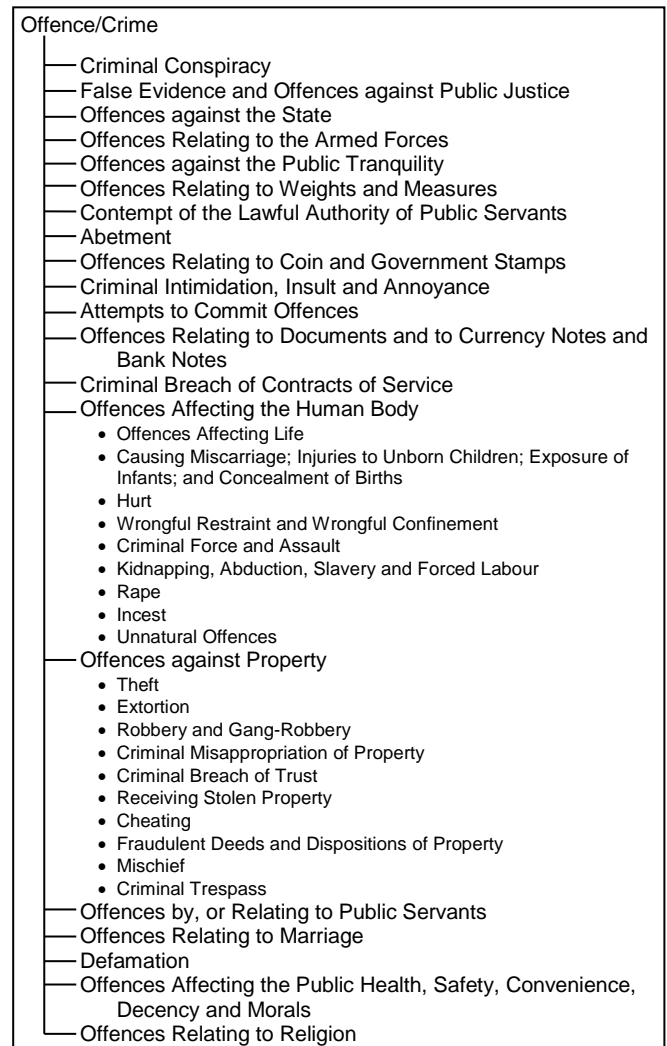 Offence/Crime
Criminal Conspiracy
False Evidence and Offences against Public Justice
Offences against the State
Offences Relating to the Armed Forces
Offences against the Public Tranquility
Offences Relating to Weights and Measures
Contempt of the Lawful Authority of Public Servants
Abetment
Offences Relating to Coin and Government Stamps
Criminal Intimidation, Insult and Annoyance
Attempts to Commit Offences
Offences Relating to Documents and to Currency Notes and
Bank Notes
Criminal Breach of Contracts of Service
Offences Affecting the Human Body
• Offences Affecting Life
• Causing Miscarriage; Injuries to Unborn Children; Exposure of
Infants; and Concealment of Births
• Hurt
• Wrongful Restraint and Wrongful Confinement
• Criminal Force and Assault
• Kidnapping, Abduction, Slavery and Forced Labour
• Rape
• Incest
• Unnatural Offences
Offences against Property
• Theft
• Extortion
• Robbery and Gang-Robbery
• Criminal Misappropriation of Property
• Criminal Breach of Trust
• Receiving Stolen Property
• Cheating
• Fraudulent Deeds and Dispositions of Property
• Mischief
• Criminal Trespass
Offences by, or Relating to Public Servants
Offences Relating to Marriage
Defamation
Offences Affecting the Public Health, Safety, Convenience,
Decency and Morals
Offences Relating to Religion